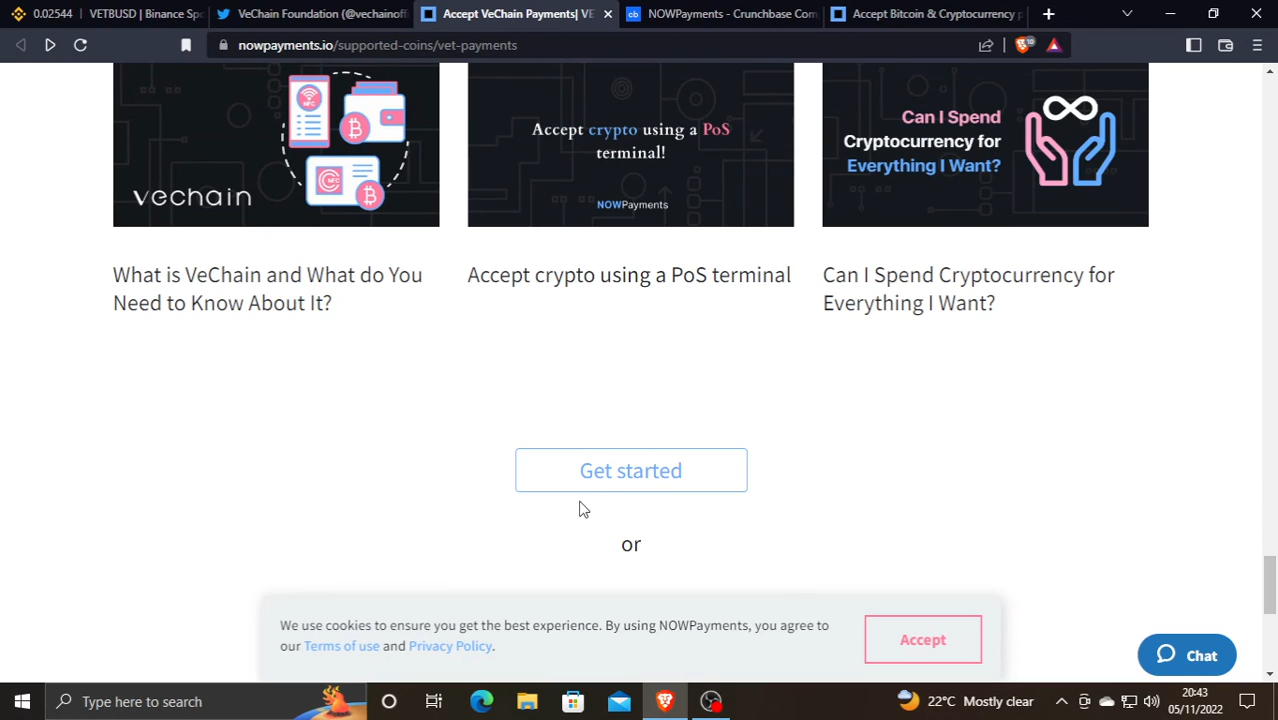 0.02544 | VETBUSD | Binance Sp
VeChain Foundation (@vechainoff
Accept VeChain Payments| VE
cb
NOWPayments - Crunchbase Com
Accept Bitcoin & Cryptocurrency p
nowpayments.io/supported-coins/vet-payments
10
NFC
vechain
Accept crypto using a PoS
terminal!
NOWPayments
Can I Spend
Cryptocurrency for
Everything I Want?
What is VeChain and What do You
Need to Know About It?
Accept crypto using a PoS terminal
Can I Spend Cryptocurrency for
Everything I Want?
Get started
or
We use cookies to ensure you get the best experience. By using NOWPayments, you agree to
our Terms of use and Privacy Policy.
Accept
Chat
Type here to search
22°C Mostly clear
20:43
05/11/2022